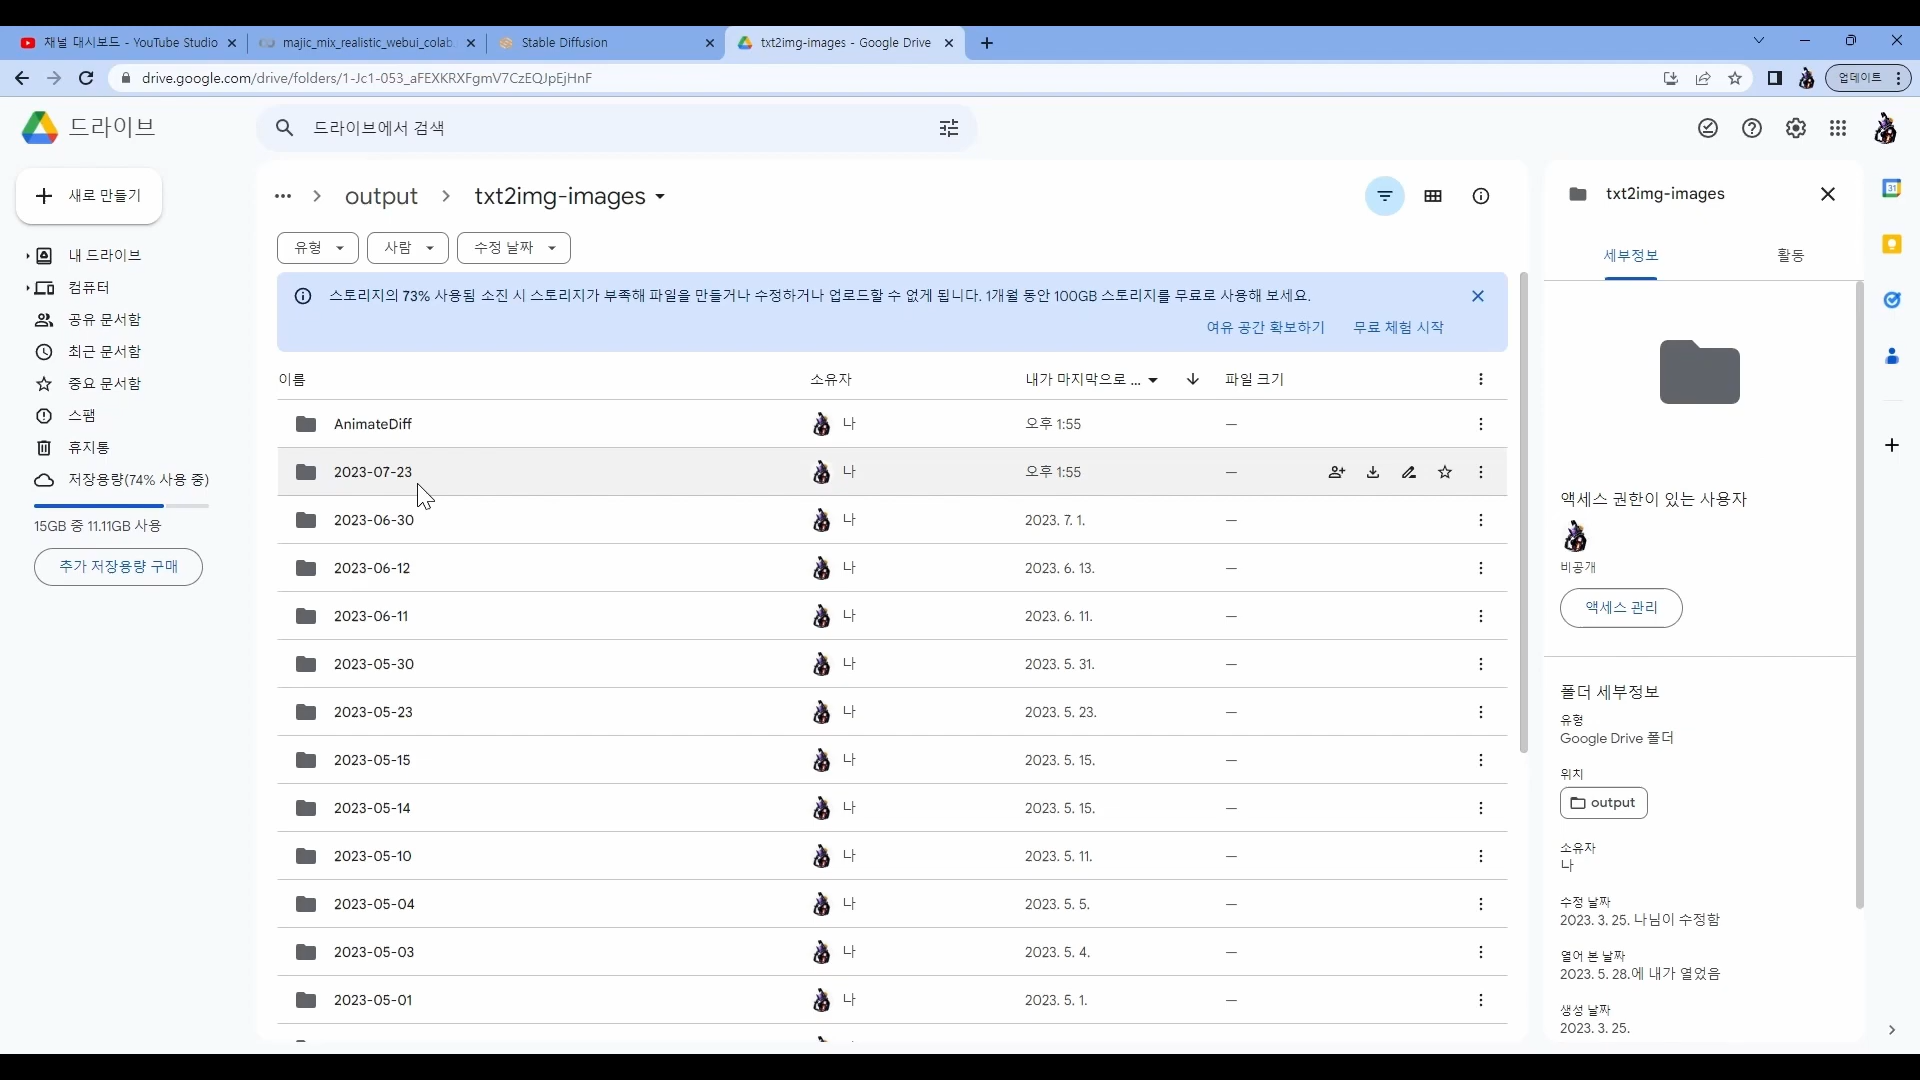 채널 대시보드 - YouTube Studio
majic_mix_realistic_webui_colab.
Stable Diffusion
txt2img-images - Google Drive
drive.google.com/drive/folders/1-Jc1-053_aFEXKRXFgmV7CzEQJpEjHnF
업데이트
드라이브
드라이브에서 검색
새로 만들기
내 드라이브
컴퓨터
공유 문서함
최근 문서함
중요 문서함
스팸
휴지통
저장용량(74% 사용 중)
15GB 중 11.11GB 사용
추가 저장용량 구매
... > output > txt2img-images
유형
사람
수정 날짜
스토리지의 73% 사용됨 소진 시 스토리지가 부족해 파일을 만들거나 수정하거나 업로드할 수 없게 됩니다. 1개월 동안 100GB 스토리지를 무료로 사용해 보세요.
여유 공간 확보하기 무료 체험 시작
이름 소유자 내가 마지막으로 ... 파일 크기
AnimateDiff 나 오후 1:55 —
2023-07-23 나 오후 1:55 —
2023-06-30 나 2023. 7. 1. —
2023-06-12 나 2023. 6. 13. —
2023-06-11 나 2023. 6. 11. —
2023-05-30 나 2023. 5. 31. —
2023-05-23 나 2023. 5. 23. —
2023-05-15 나 2023. 5. 15. —
2023-05-14 나 2023. 5. 15. —
2023-05-10 나 2023. 5. 11. —
2023-05-04 나 2023. 5. 5. —
2023-05-03 나 2023. 5. 4. —
2023-05-01 나 2023. 5. 1. —
txt2img-images
세부정보 활동
액세스 권한이 있는 사용자
비공개
액세스 관리
폴더 세부정보
유형
Google Drive 폴더
위치
output
소유자
나
수정 날짜
2023. 3. 25. 나님이 수정함
열어 본 날짜
2023. 5. 28.에 내가 열었음
생성 날짜
2023. 3. 25.
31